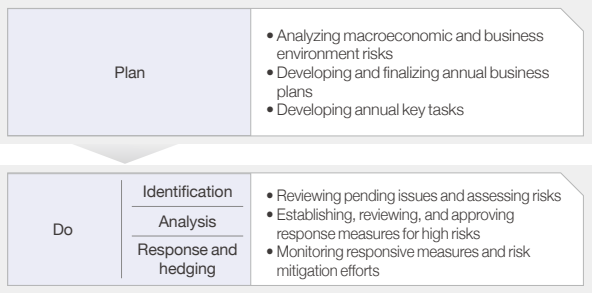 Plan
• Analyzing macroeconomic and business
environment risks
• Developing and finalizing annual business
plans
• Developing annual key tasks
Do
Identification
Analysis
Response and
hedging
• Reviewing pending issues and assessing risks
• Establishing, reviewing, and approving
response measures for high risks
• Monitoring responsive measures and risk
mitigation efforts